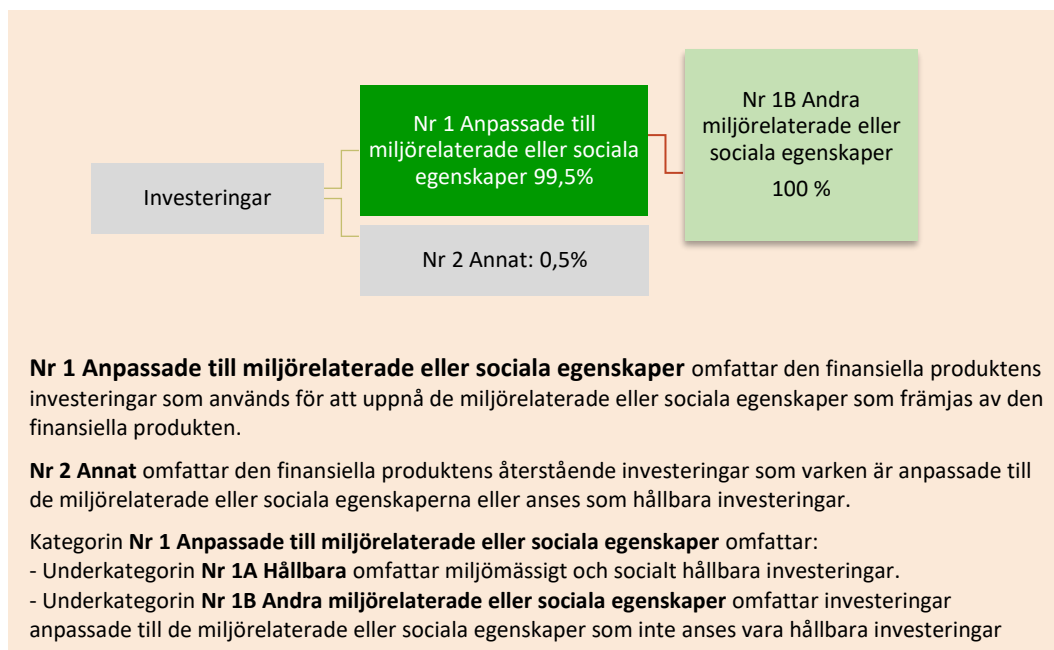 Investeringar
Nr 1 Anpassade till
miljörelaterade eller sociala
egenskaper 99,5%
Nr 2 Annat: 0,5%
Nr 1B Andra
miljörelaterade eller
sociala egenskaper
100 %
Nr 1 Anpassade till miljörelaterade eller sociala egenskaper omfattar den finansiella produktens
investeringar som används för att uppnå de miljörelaterade eller sociala egenskaper som främjas av den
finansiella produkten.
Nr 2 Annat omfattar den finansiella produktens återstående investeringar som varken är anpassade till
de miljörelaterade eller sociala egenskaperna eller anses som hållbara investeringar.
Kategorin Nr 1 Anpassade till miljörelaterade eller sociala egenskaper omfattar:
- Underkategorin Nr 1A Hållbara omfattar miljömässigt och socialt hållbara investeringar.
- Underkategorin Nr 1B Andra miljörelaterade eller sociala egenskaper omfattar investeringar
anpassade till de miljörelaterade eller sociala egenskaper som inte anses vara hållbara investeringar